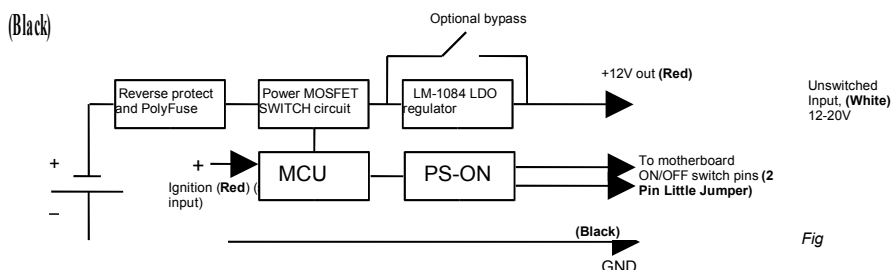 (Black)
Optional bypass
+12V out (Red)
Unswitched
Input, (White)
12-20V
Reverse protect
and PolyFuse
Power MOSFET
SWITCH circuit
LM-1084 LDO
regulator
+
–
+
Ignition (Red) (
input)
MCU
PS-ON
To motherboard
ON/OFF switch pins (2
Pin Little Jumper)
(Black)
GND
Fig